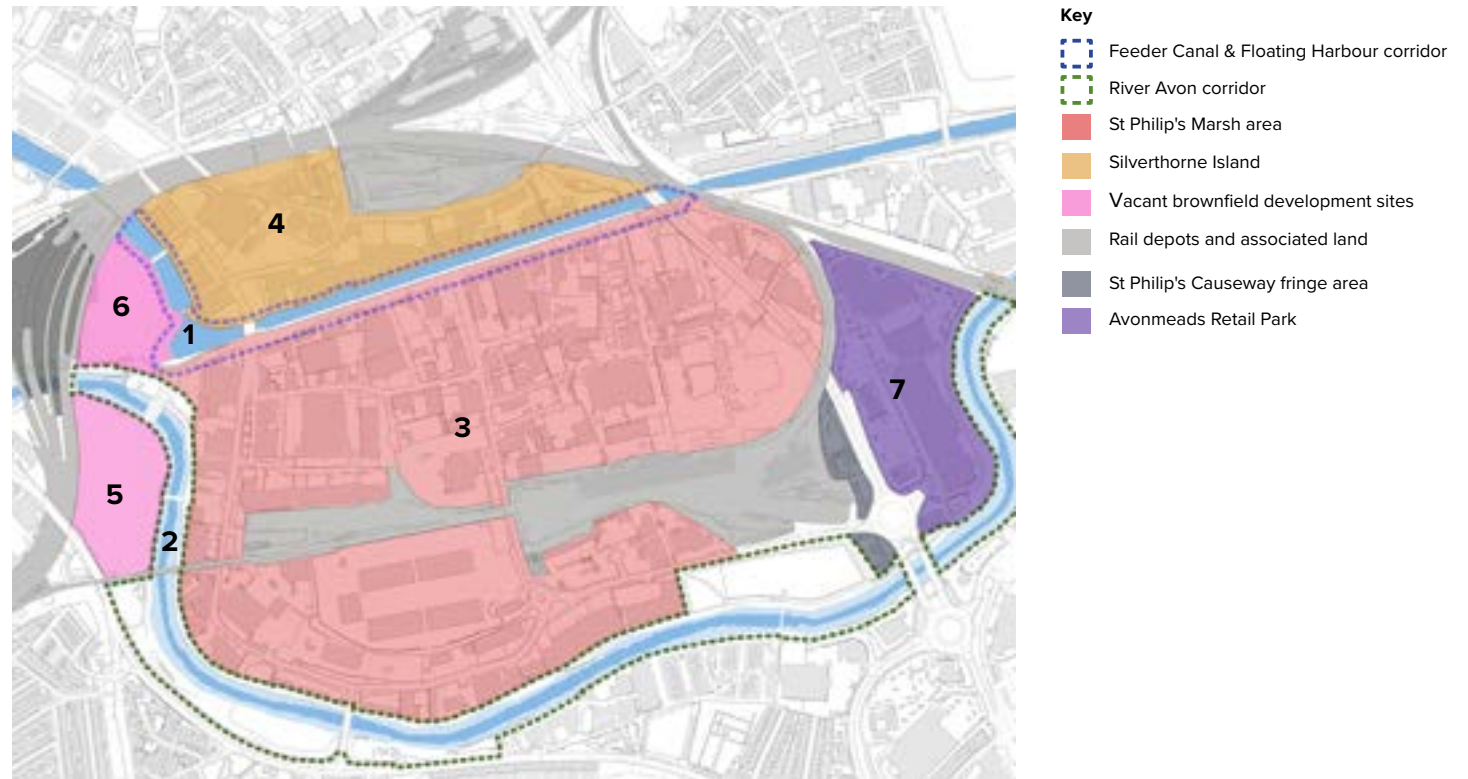 Key
Feeder Canal & Floating Harbour corridor
River Avon corridor
St Philip's Marsh area
Silverthorne Island
Vacant brownfield development sites
Rail depots and associated land
St Philip's Causeway fringe area
Avonmeads Retail Park
4
6
1
7
3
5
2